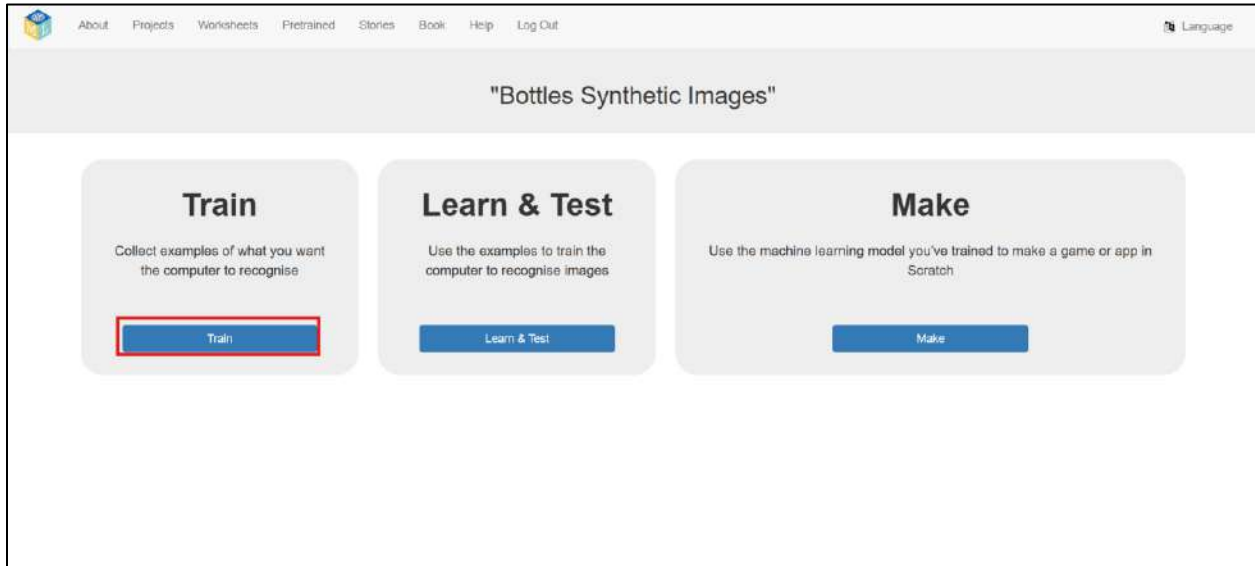 About Projects Worksheets Pretrained Stories Book Help Log Out Language
"Bottles Synthetic Images"
Train
Collect examples of what you want
the computer to recognise
Train
Learn & Test
Use the examples to train the
computer to recognise images
Learn & Test
Make
Use the machine learning model you've trained to make a game or app in
Scratch
Make